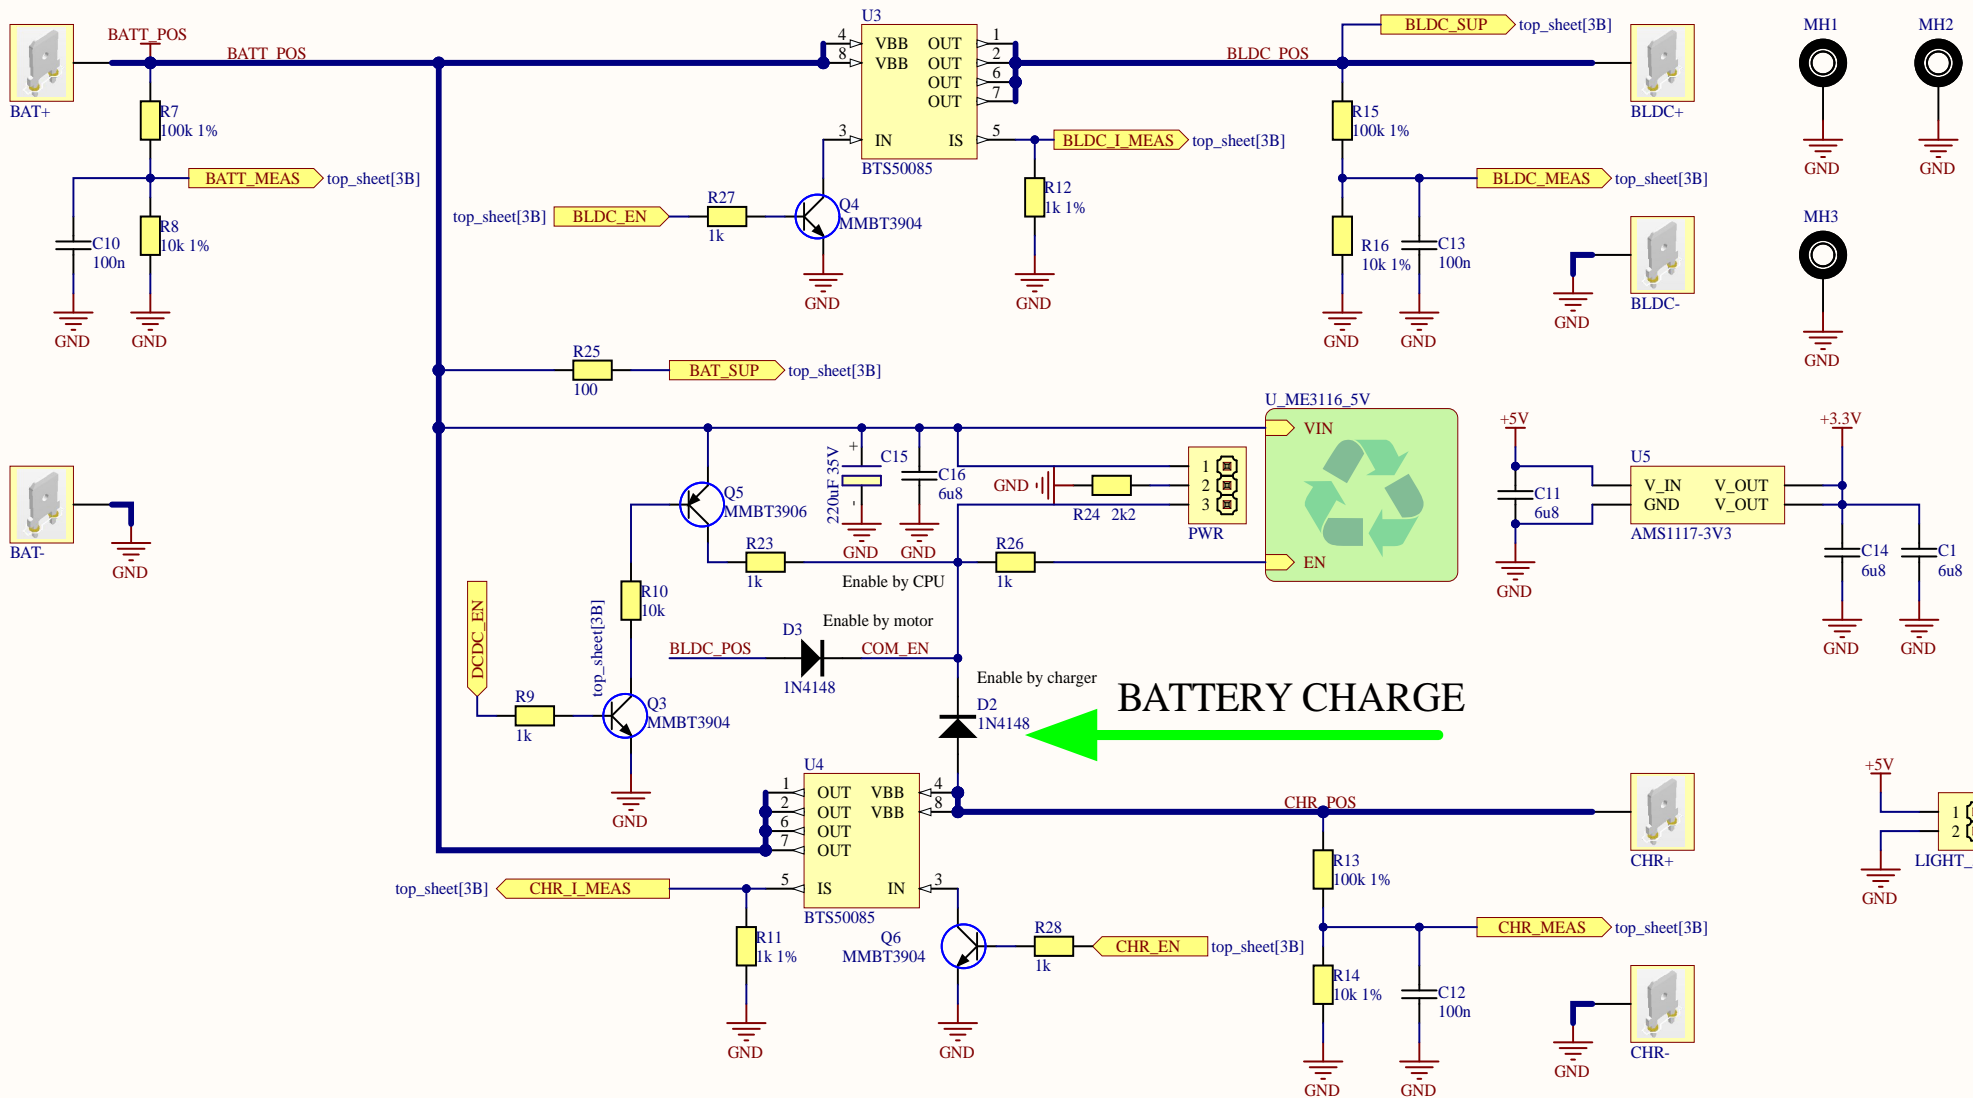 BAT+
BATT_POS
BATT_POS
R7
100k 1%
BATT_MEAS
top_sheet[3B]
C10
100n
R8
10k 1%
GND
GND
U3
4
8
VBB
VBB
OUT
OUT
OUT
OUT
1
2
6
7
3
IN
IS
5
BTS50085
BLDC_I_MEAS
top_sheet[3B]
R12
1k 1%
GND
top_sheet[3B]
BLDC_EN
R27
1k
Q4
MMBT3904
GND
BLDC_POS
BLDC_SUP
top_sheet[3B]
R15
100k 1%
BLDC_MEAS
top_sheet[3B]
R16
10k 1%
C13
100n
GND
GND
BLDC+
BLDC-
GND
MH1
GND
MH2
GND
MH3
GND
R25
100
BAT_SUP
top_sheet[3B]
BAT-
GND
Q5
MMBT3906
220uF 35V
+
-
C15
GND
C16
6u8
GND
GND
R24 2k2
1
2
3
PWR
U_ME3116_5V
VIN
EN
R23
1k
Enable by CPU
R26
1k
+5V
C11
6u8
GND
U5
V_IN
GND
V_OUT
V_OUT
AMS1117-3V3
+3.3V
C14
6u8
GND
C1
6u8
GND
DCDC_EN
top_sheet[3B]
R10
10k
R9
1k
Q3
MMBT3904
GND
BLDC_POS
D3
1N4148
Enable by motor
COM_EN
Enable by charger
D2
1N4148
BATTERY CHARGE
U4
1
2
6
7
OUT
OUT
OUT
OUT
VBB
VBB
4
8
5
IS
IN
3
BTS50085
top_sheet[3B]
CHR_I_MEAS
R11
1k 1%
GND
Q6
MMBT3904
GND
R28
1k
CHR_EN
top_sheet[3B]
CHR_POS
R13
100k 1%
CHR_MEAS
top_sheet[3B]
R14
10k 1%
C12
100n
GND
GND
CHR+
CHR-
GND
+5V
1
2
GND
LIGHT_